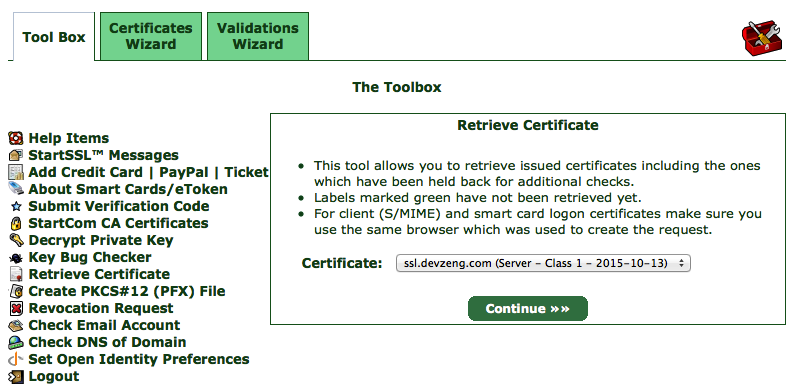 Tool Box
Certificates
Wizard
Validations
Wizard
The Toolbox
Help Items
StartSSL™ Messages
Add Credit Card | PayPal | Ticket
About Smart Cards/eToken
Submit Verification Code
StartCom CA Certificates
Decrypt Private Key
Key Bug Checker
Retrieve Certificate
Create PKCS#12 (PFX) File
Revocation Request
Check Email Account
Check DNS of Domain
Set Open Identity Preferences
Logout
Retrieve Certificate
• This tool allows you to retrieve issued certificates including the ones
which have been held back for additional checks.
• Labels marked green have not been retrieved yet.
• For client (S/MIME) and smart card logon certificates make sure you
use the same browser which was used to create the request.
Certificate: ssl.devzeng.com (Server - Class 1 - 2015-10-13)
Continue »»